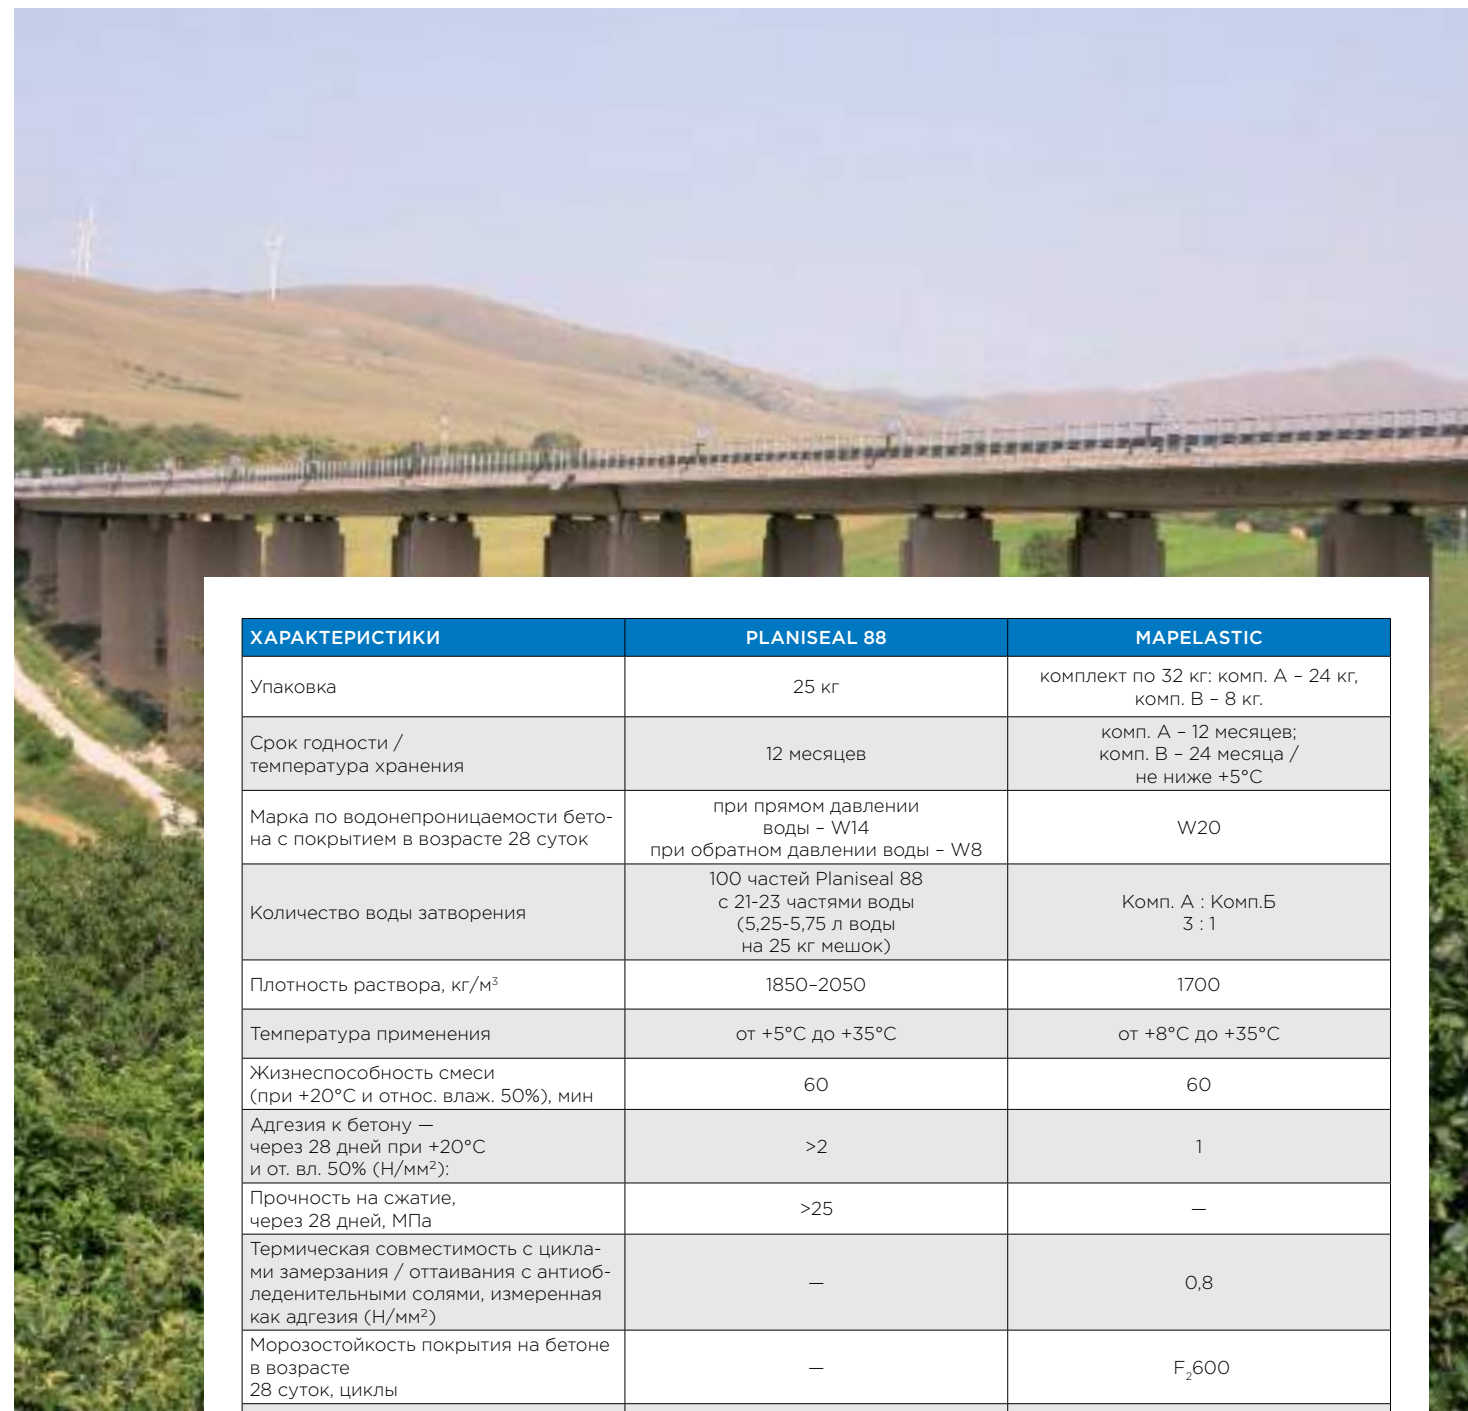 ХАРАКТЕРИСТИКИ PLANISEAL 88 MAPELASTIC
Упаковка 25 кг комплект по 32 кг: комп. А – 24 кг,
комп. В – 8 кг.
Срок годности /
температура хранения
12 месяцев
комп. А – 12 месяцев;
комп. В – 24 месяца /
не ниже +5°С
Марка по водонепроницаемости бето-
на с покрытием в возрасте 28 суток
при прямом давлении
воды – W14
при обратном давлении воды – W8
W20
Количество воды затворения
100 частей Planiseal 88
с 21-23 частями воды
(5,25-5,75 л воды
на 25 кг мешок)
Комп. А : Комп.Б
3 : 1
Плотность раствора, кг/м³ 1850–2050 1700
Температура применения от +5°С до +35°С от +8°С до +35°С
Жизнеспособность смеси
(при +20°С и относ. влаж. 50%), мин
60
60
Адгезия к бетону —
через 28 дней при +20°С
и от. вл. 50% (Н/мм²):
>2
1
Прочность на сжатие,
через 28 дней, МПа
>25
—
Термическая совместимость с цикла-
ми замерзания / оттаивания с антиоб-
леденительными солями, измеренная
как адгезия (Н/мм²)
—
0,8
Морозостойкость покрытия на бетоне
в возрасте
28 суток, циклы
—
F₂600